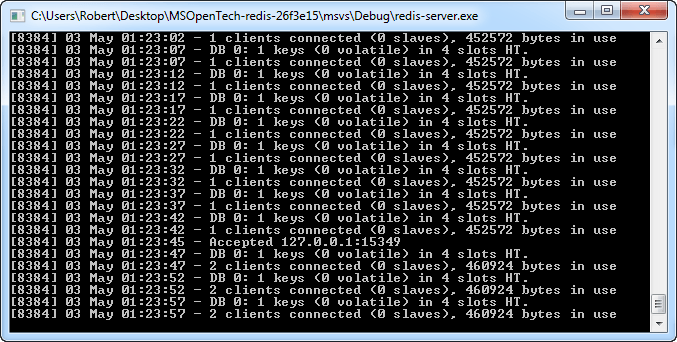 C:\Users\Robert\Desktop\MSOpenTech-redis-26f3e15\msvs\Debug\redis-server.exe
[8384] 03 May 01:23:02 - 1 clients connected (0 slaves), 452572 bytes in use
[8384] 03 May 01:23:07 - DB 0: 1 keys (0 volatile) in 4 slots HT.
[8384] 03 May 01:23:07 - 1 clients connected (0 slaves), 452572 bytes in use
[8384] 03 May 01:23:12 - DB 0: 1 keys (0 volatile) in 4 slots HT.
[8384] 03 May 01:23:12 - 1 clients connected (0 slaves), 452572 bytes in use
[8384] 03 May 01:23:17 - DB 0: 1 keys (0 volatile) in 4 slots HT.
[8384] 03 May 01:23:17 - 1 clients connected (0 slaves), 452572 bytes in use
[8384] 03 May 01:23:22 - DB 0: 1 keys (0 volatile) in 4 slots HT.
[8384] 03 May 01:23:22 - 1 clients connected (0 slaves), 452572 bytes in use
[8384] 03 May 01:23:27 - DB 0: 1 keys (0 volatile) in 4 slots HT.
[8384] 03 May 01:23:27 - 1 clients connected (0 slaves), 452572 bytes in use
[8384] 03 May 01:23:32 - DB 0: 1 keys (0 volatile) in 4 slots HT.
[8384] 03 May 01:23:32 - 1 clients connected (0 slaves), 452572 bytes in use
[8384] 03 May 01:23:37 - DB 0: 1 keys (0 volatile) in 4 slots HT.
[8384] 03 May 01:23:37 - 1 clients connected (0 slaves), 452572 bytes in use
[8384] 03 May 01:23:42 - DB 0: 1 keys (0 volatile) in 4 slots HT.
[8384] 03 May 01:23:42 - 1 clients connected (0 slaves), 452572 bytes in use
[8384] 03 May 01:23:45 - Accepted 127.0.0.1:15349
[8384] 03 May 01:23:47 - DB 0: 1 keys (0 volatile) in 4 slots HT.
[8384] 03 May 01:23:47 - 2 clients connected (0 slaves), 460924 bytes in use
[8384] 03 May 01:23:52 - DB 0: 1 keys (0 volatile) in 4 slots HT.
[8384] 03 May 01:23:52 - 2 clients connected (0 slaves), 460924 bytes in use
[8384] 03 May 01:23:57 - DB 0: 1 keys (0 volatile) in 4 slots HT.
[8384] 03 May 01:23:57 - 2 clients connected (0 slaves), 460924 bytes in use